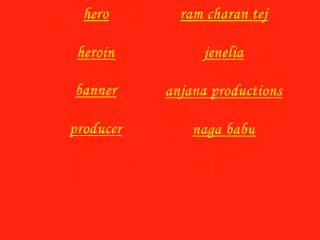 hero ram charan tej
heroin jenelia
banner anjana productions
producer naga babu